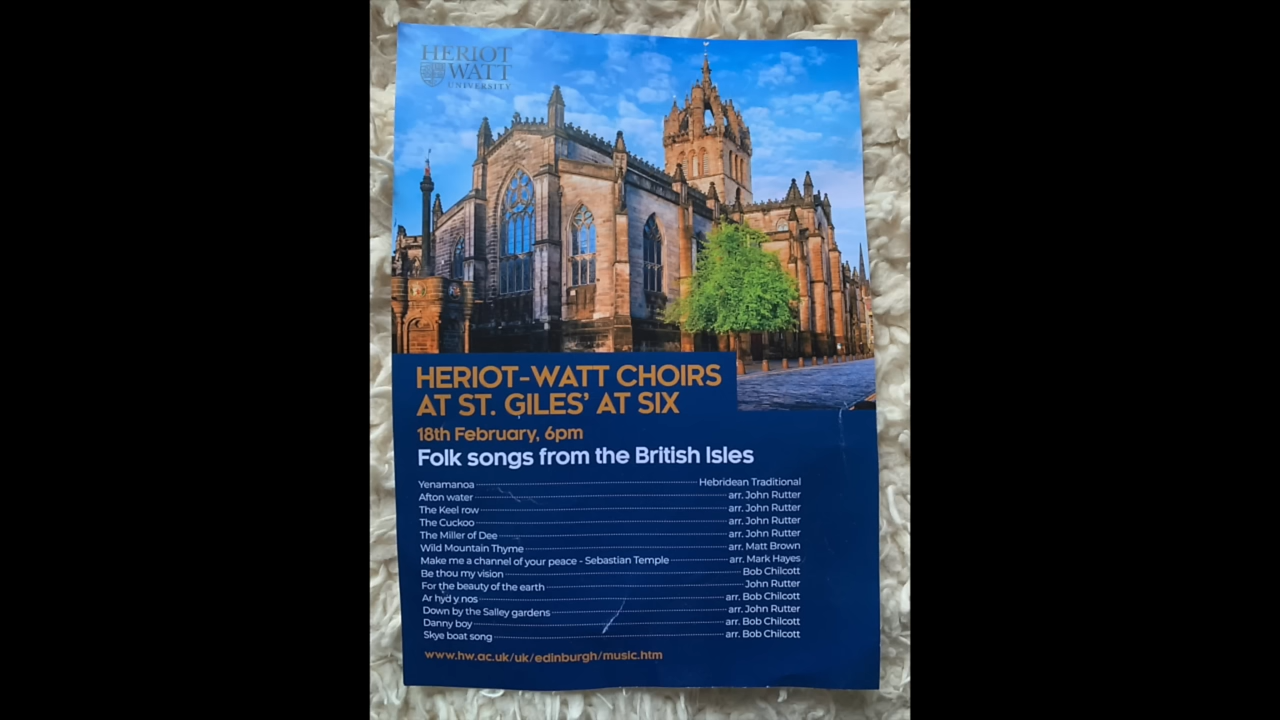 HERIOT
WATT
UNIVERSITY
HERIOT-WATT CHOIRS
AT ST. GILES' AT SIX
18th February, 6pm
Folk songs from the British Isles
Yenamanoa Hebridean Traditional
Afton water arr. John Rutter
The Keel row arr. John Rutter
The Cuckoo arr. John Rutter
The Miller of Dee arr. John Rutter
Wild Mountain Thyme arr. Matt Brown
Make me a channel of your peace - Sebastian Temple arr. Mark Hayes
Be thou my vision Bob Chilcott
For the beauty of the earth John Rutter
Ar hyd y nos arr. Bob Chilcott
Down by the Salley gardens arr. John Rutter
Danny boy arr. Bob Chilcott
Skye boat song arr. Bob Chilcott
www.hw.ac.uk/uk/edinburgh/music.htm